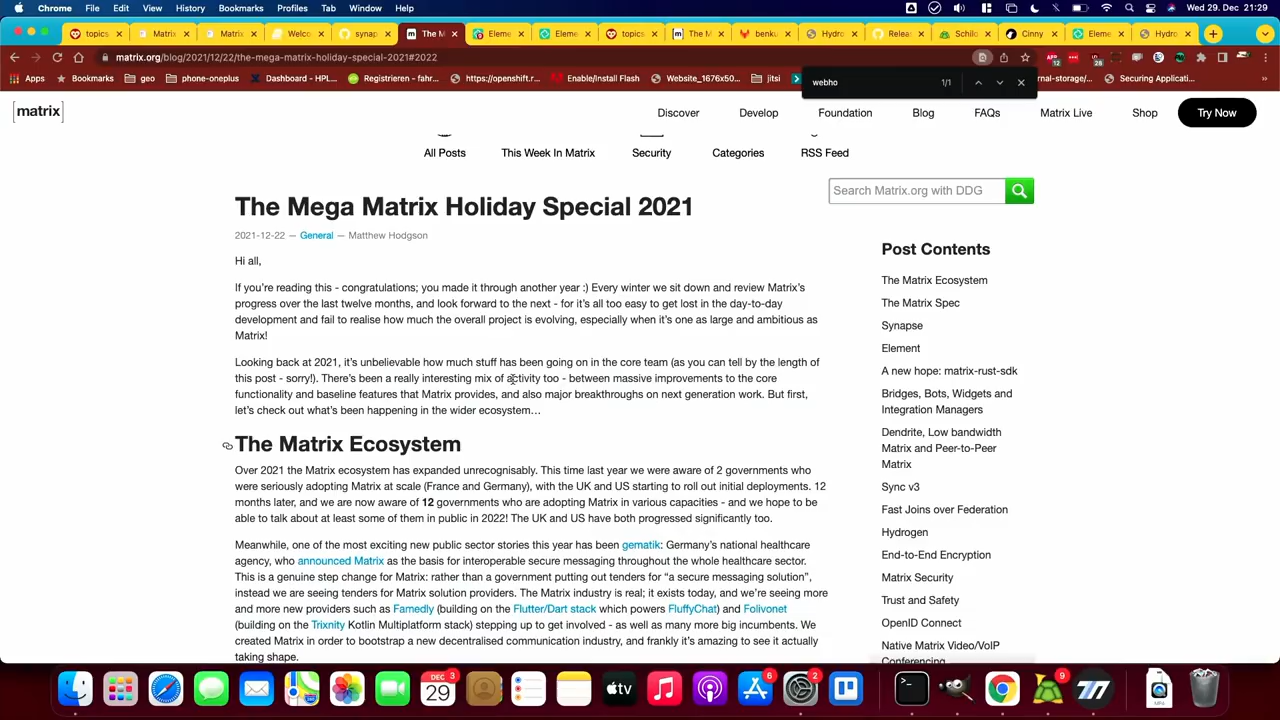 Chrome File Edit View History Bookmarks Profiles Tab Window Help Wed 29. Dec 21:29
topics Matrix Matrix Welco synap The M Eleme Eleme topics The M benku Hydro Releas Schil Cinny Eleme Hydro
matrix.org/blog/2021/12/22/the-mega-matrix-holiday-special-2021#2022
Apps Bookmarks geo phone-oneplus Dashboard - HPL... Registrieren - fahr... https://openshift.r... Enable/Install Flash Website_1676x50... jitsi rnal-storage/... Securing Applicati...
webho 1/1
[matrix]
Discover Develop Foundation Blog FAQs Matrix Live Shop Try Now
All Posts This Week In Matrix Security Categories RSS Feed
Search Matrix.org with DDG
The Mega Matrix Holiday Special 2021
2021-12-22 — General — Matthew Hodgson
Hi all,
If you're reading this - congratulations; you made it through another year :) Every winter we sit down and review Matrix's
progress over the last twelve months, and look forward to the next - for it's all too easy to get lost in the day-to-day
development and fail to realise how much the overall project is evolving, especially when it's one as large and ambitious as
Matrix!
Looking back at 2021, it's unbelievable how much stuff has been going on in the core team (as you can tell by the length of
this post - sorry!). There's been a really interesting mix of activity too - between massive improvements to the core
functionality and baseline features that Matrix provides, and also major breakthroughs on next generation work. But first,
let's check out what's been happening in the wider ecosystem…
The Matrix Ecosystem
Over 2021 the Matrix ecosystem has expanded unrecognisably. This time last year we were aware of 2 governments who
were seriously adopting Matrix at scale (France and Germany), with the UK and US starting to roll out initial deployments. 12
months later, and we are now aware of 12 governments who are adopting Matrix in various capacities - and we hope to be
able to talk about at least some of them in public in 2022! The UK and US have both progressed significantly too.
Meanwhile, one of the most exciting new public sector stories this year has been gematik: Germany's national healthcare
agency, who announced Matrix as the basis for interoperable secure messaging throughout the whole healthcare sector.
This is a genuine step change for Matrix: rather than a government putting out tenders for "a secure messaging solution",
instead we are seeing tenders for Matrix solution providers. The Matrix industry is real; it exists today, and we're seeing more
and more new providers such as Famedly (building on the Flutter/Dart stack which powers FluffyChat) and Folivonet
(building on the Trixnity Kotlin Multiplatform stack) stepping up to get involved - as well as many more big incumbents. We
created Matrix in order to bootstrap a new decentralised communication industry, and frankly it's amazing to see it actually
taking shape.
Post Contents
The Matrix Ecosystem
The Matrix Spec
Synapse
Element
A new hope: matrix-rust-sdk
Bridges, Bots, Widgets and
Integration Managers
Dendrite, Low bandwidth
Matrix and Peer-to-Peer
Matrix
Sync v3
Fast Joins over Federation
Hydrogen
End-to-End Encryption
Matrix Security
Trust and Safety
OpenID Connect
Native Matrix Video/VoIP
Conferencing
DEC 3
29
tv
6
2
9